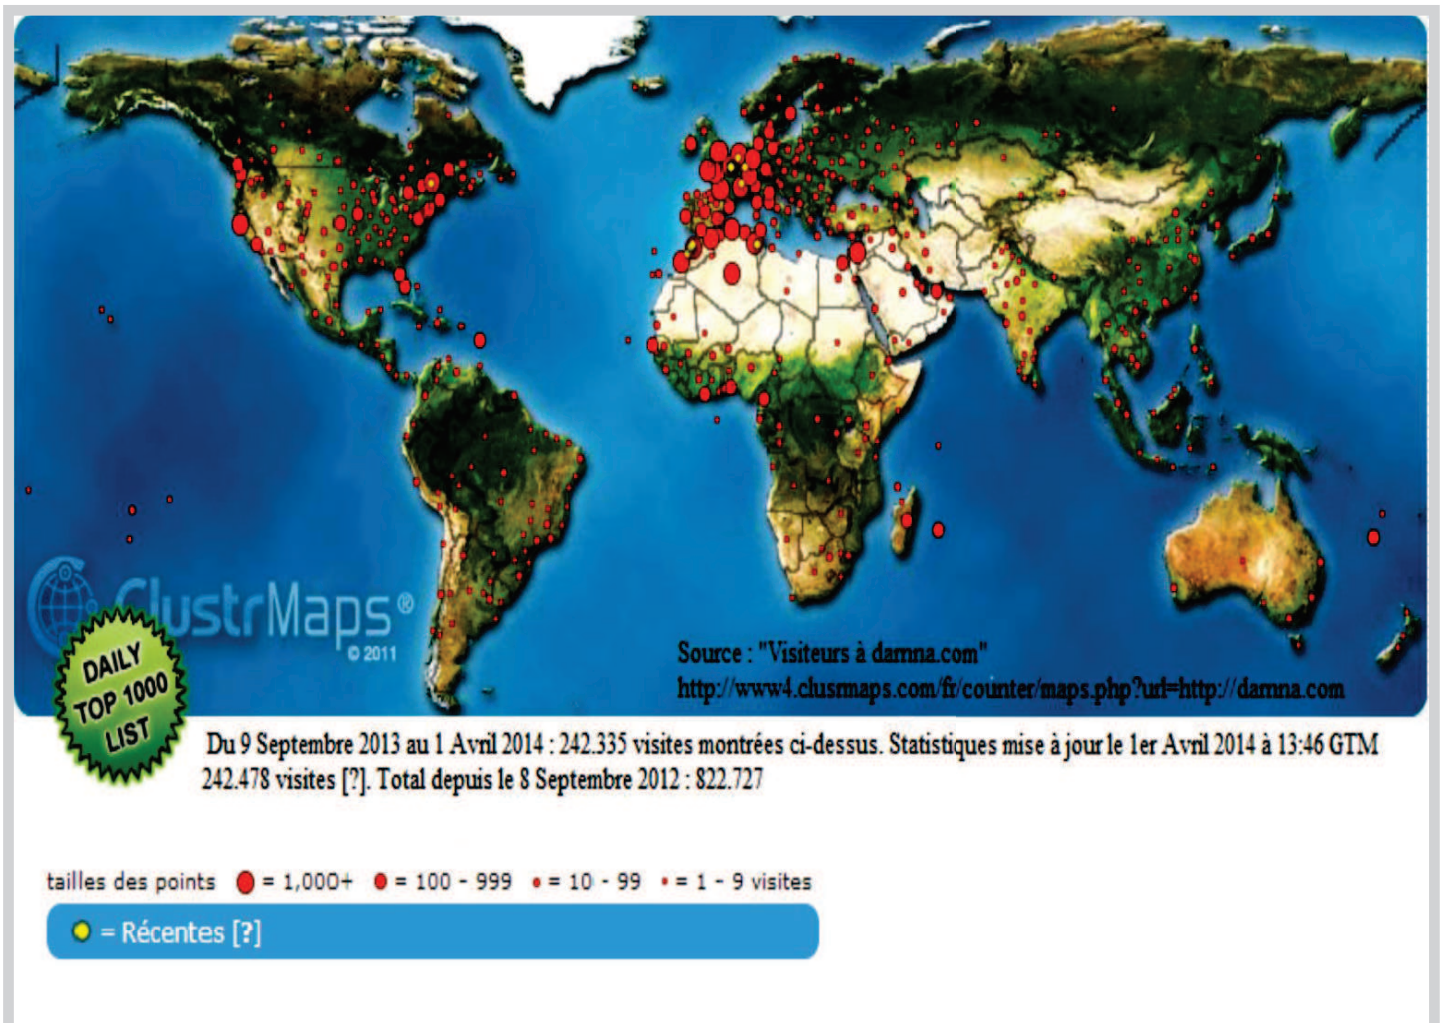 ClustrMaps®
© 2011
DAILY
TOP 1000
LIST
Source : "Visiteurs à damna.com"
http://www4.clusrmaps.com/fr/counter/maps.php?url=http://damna.com
Du 9 Septembre 2013 au 1 Avril 2014 : 242.335 visites montrées ci-dessus. Statistiques mise à jour le 1er Avril 2014 à 13:46 GTM
242.478 visites [?]. Total depuis le 8 Septembre 2012 : 822.727
tailles des points = 1,000+ = 100 - 999 = 10 - 99 = 1 - 9 visites
= Récentes [?]